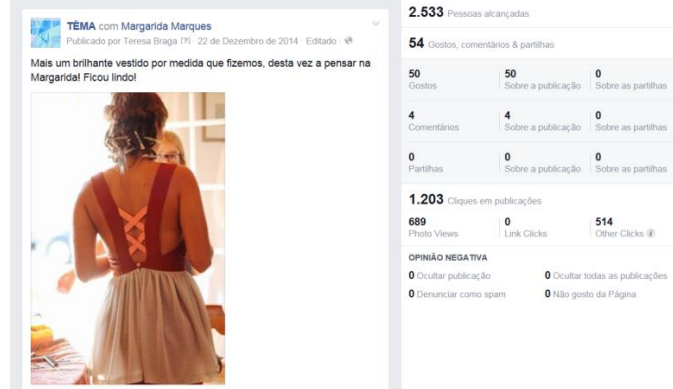 TÊMA com Margarida Marques
Publicado por Teresa Braga [?] · 22 de Dezembro de 2014 · Editado ·
Mais um brilhante vestido por medida que fizemos, desta vez a pensar na
Margarida! Ficou lindo!
2.533 Pessoas alcançadas
54 Gostos, comentários & partilhas
50 50 0
Gostos Sobre a publicação Sobre as partilhas
4 4 0
Comentários Sobre a publicação Sobre as partilhas
0 0 0
Partilhas Sobre a publicação Sobre as partilhas
1.203 Cliques em publicações
689 0 514
Photo Views Link Clicks Other Clicks i
OPINIÃO NEGATIVA
0 Ocultar publicação 0 Ocultar todas as publicações
0 Denunciar como spam 0 Não gosto da Página